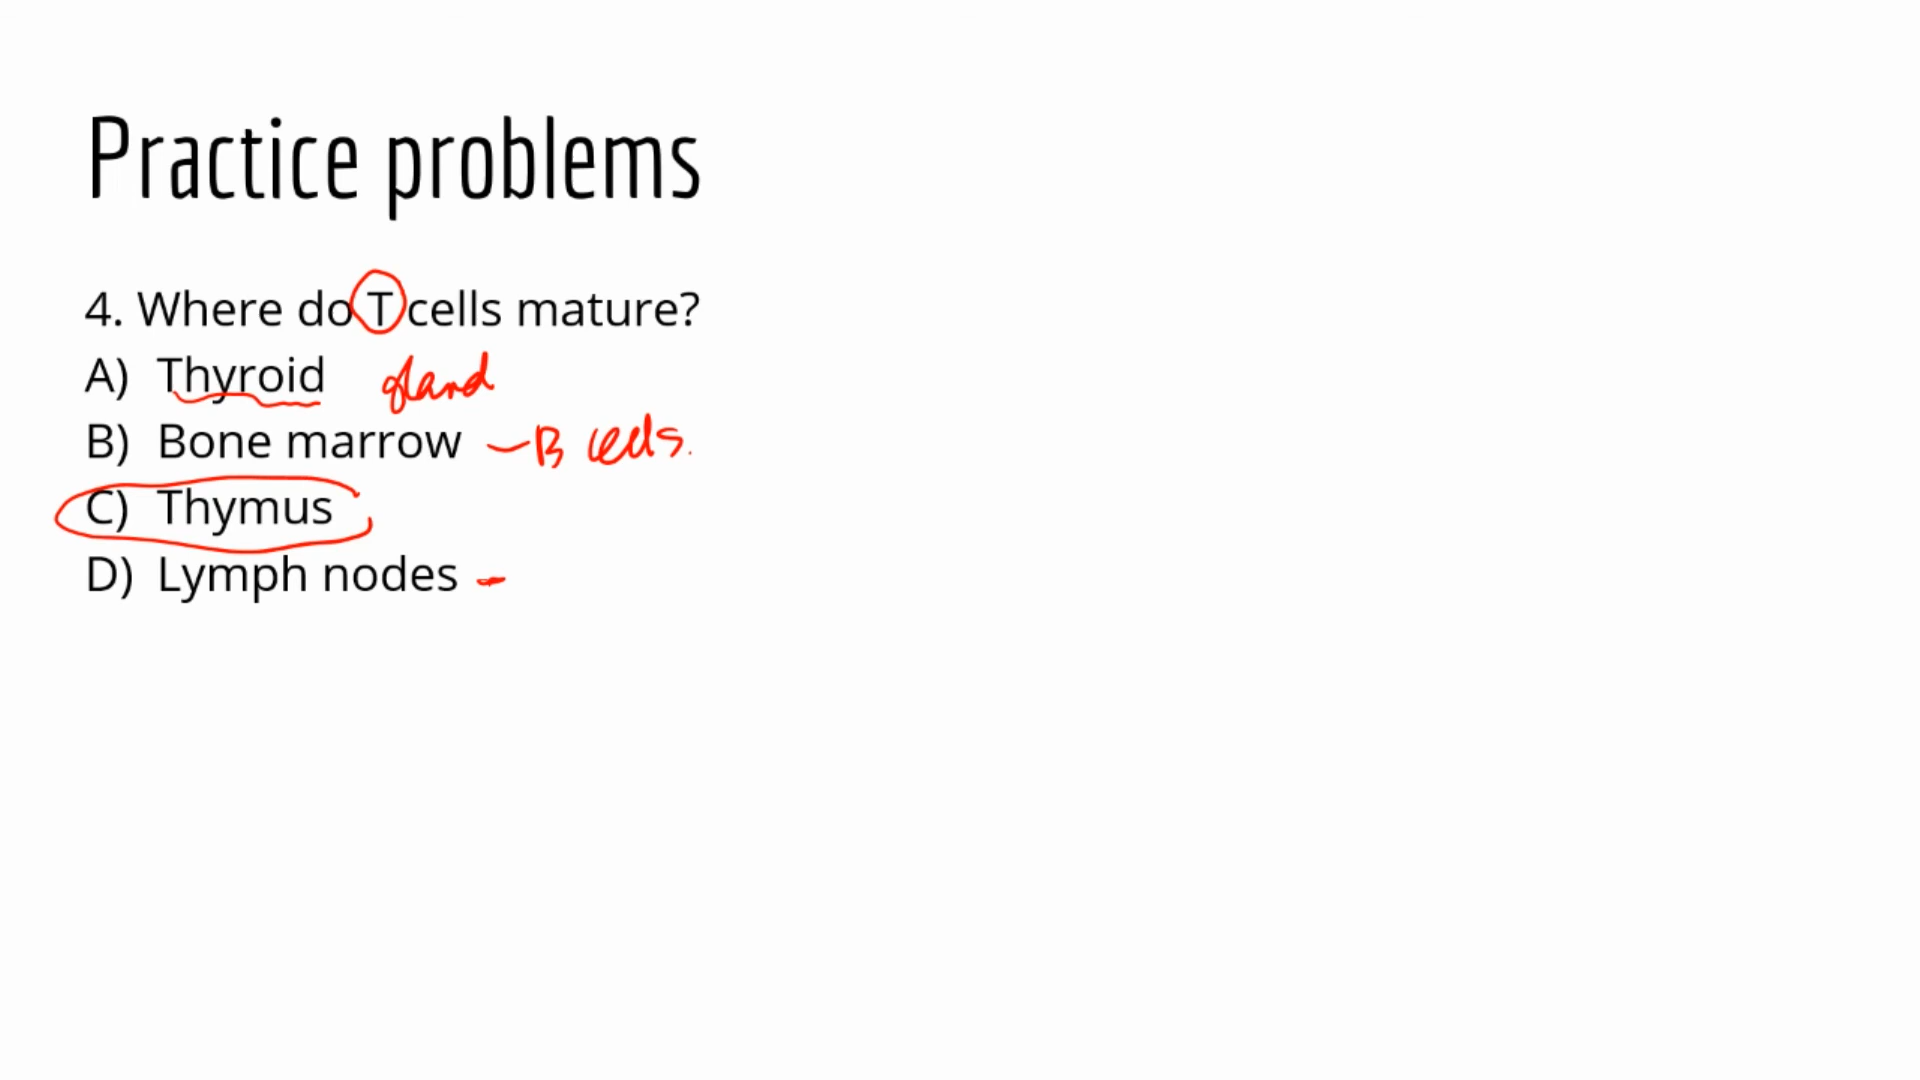 Practice problems
4. Where do T cells mature?
A) Thyroid gland
B) Bone marrow - B cells.
C) Thymus
D) Lymph nodes -